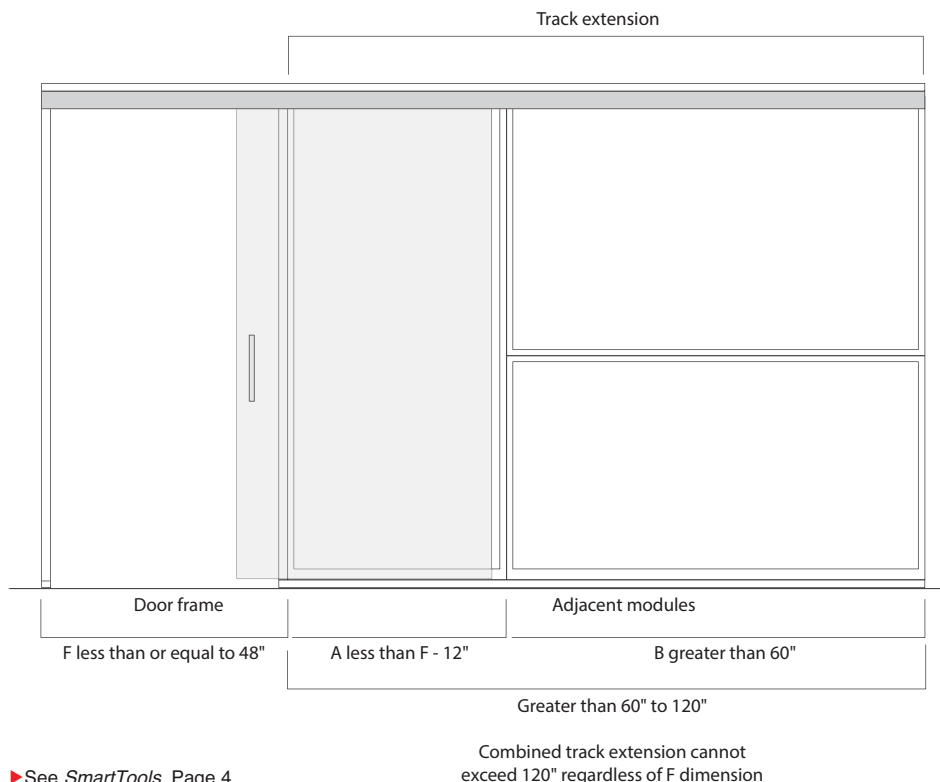 Track extension
Door frame
Adjacent modules
F less than or equal to 48"
A less than F - 12"
B greater than 60"
Greater than 60" to 120"
Combined track extension cannot
exceed 120" regardless of F dimension
▶See SmartTools, Page 4